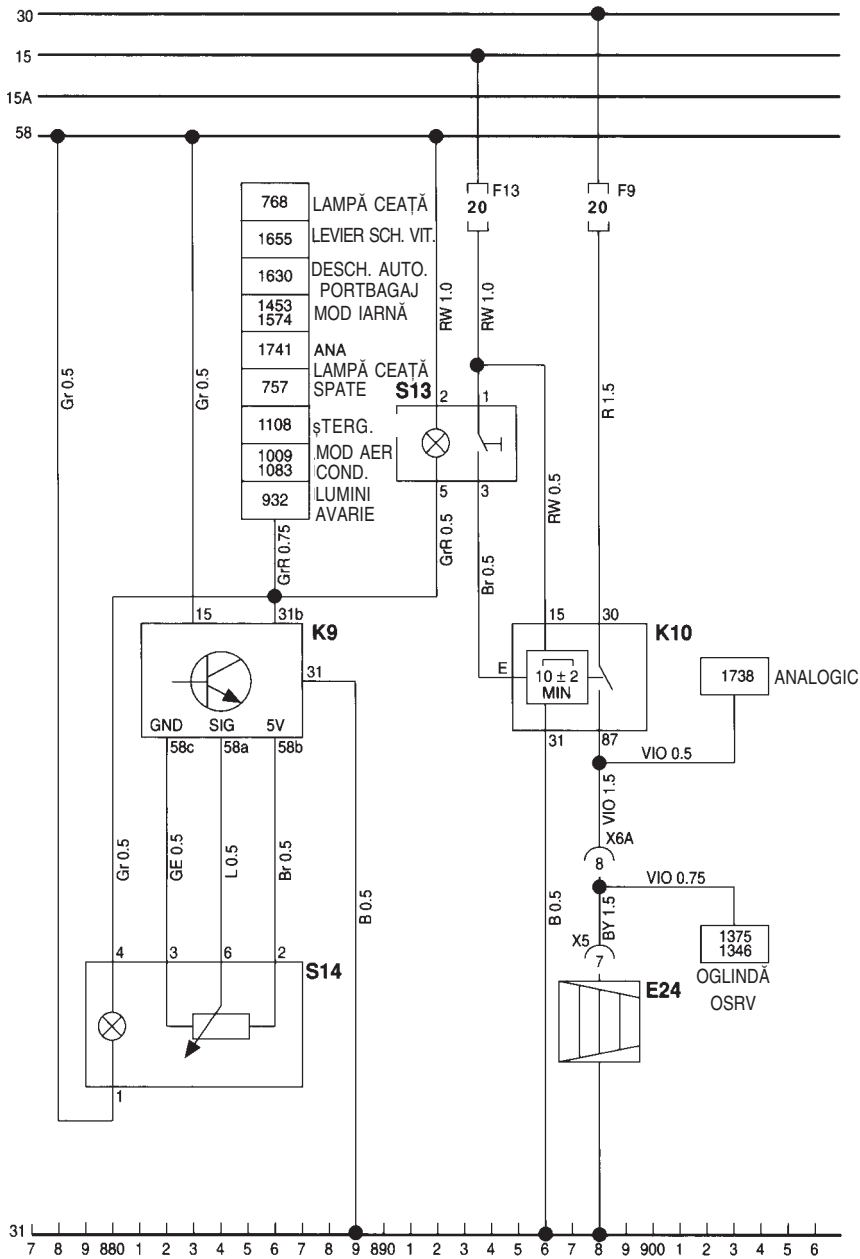 30
15
15A
58
768 LAMPĂ CEAȚĂ
1655 LEVIER SCH. VIT.
1630 DESCH. AUTO. PORTBAGAJ
1453
1574 MOD IARNĂ
1741 ANA
757 LAMPĂ CEAȚĂ SPATE
1108 șTERG.
1009
1083 MOD AER COND.
932 LUMINI AVARIE
F13
20
F9
20
Gr 0.5
Gr 0.5
RW 1.0
RW 1.0
R 1.5
S13
2 1
5 3
GrR 0.75
GrR 0.5
Br 0.5
RW 0.5
15 31b
K9
31
GND SIG 5V
58c 58a 58b
15 30
K10
E
10 ± 2
MIN
31 87
1738 ANALOGIC
VIO 0.5
VIO 1.5
X6A
8
VIO 0.75
BY 1.5
X5
7
1375
1346
OGLINDĂ
OSRV
E24
Gr 0.5
GE 0.5
L 0.5
Br 0.5
B 0.5
B 0.5
4 3 6 2
S14
1
31
7 8 9 880 1 2 3 4 5 6 7 8 9 890 1 2 3 4 5 6 7 8 9 900 1 2 3 4 5 6